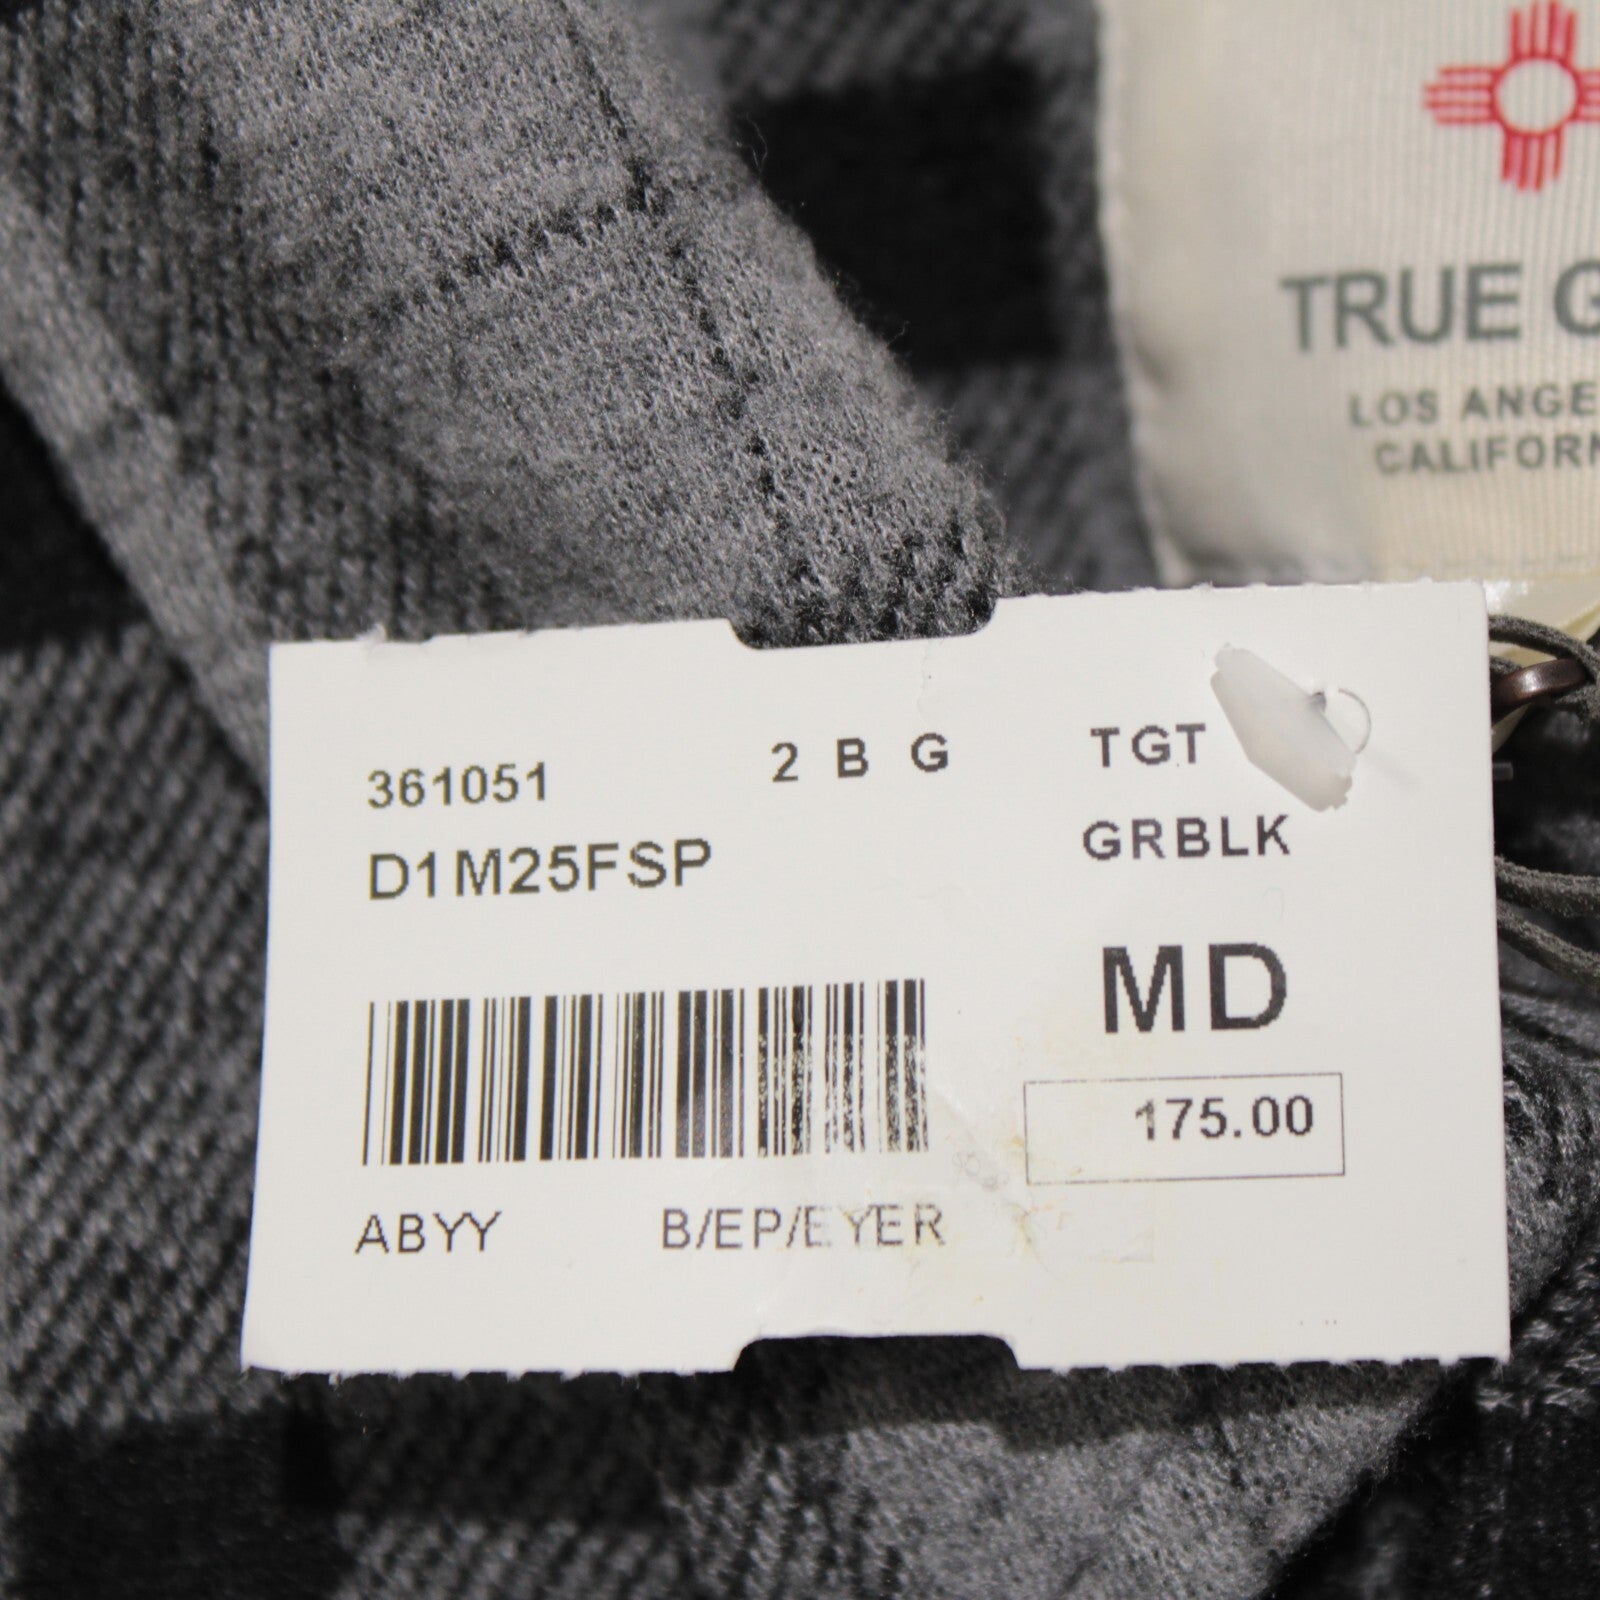 TRUE G
LOS ANGE
CALIFORN
361051 2 B G TGT
D1M25FSP GRBLK
MD
175.00
ABYY B/EP/EYER